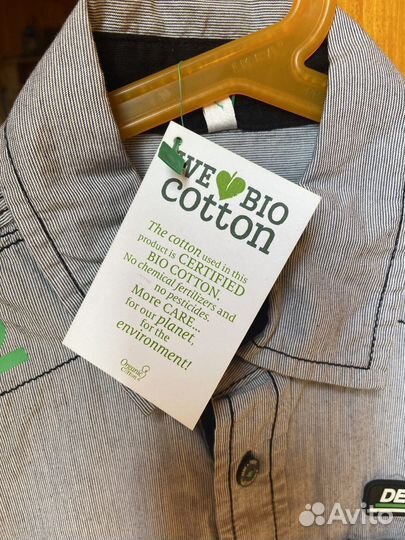 WE BIO
cotton
The cotton used in this
product is CERTIFIED
BIO COTTON.
No chemical fertilizers and
no pesticides.
More CARE...
for our planet,
for the
environment!
Organic
Cotton
DE
Avito